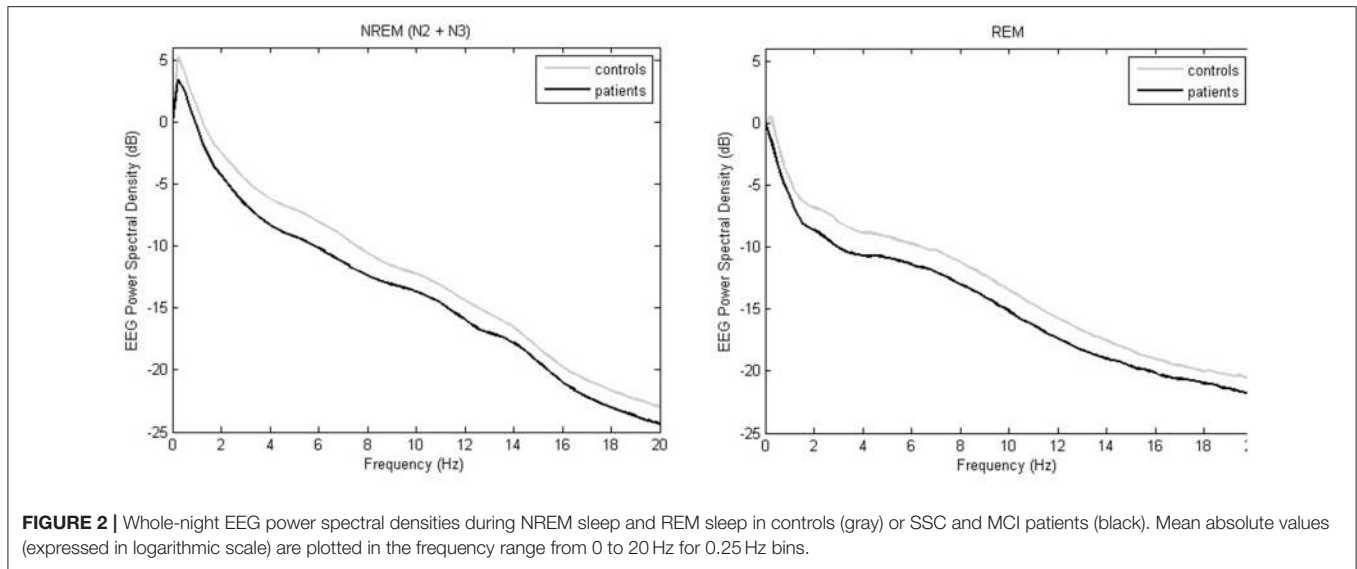 NREM (N2 + N3)
5
0
-5
-10
-15
-20
-25
EEG Power Spectral Density (dB)
controls
patients
0 2 4 6 8 10 12 14 16 18 20
Frequency (Hz)
REM
5
0
-5
-10
-15
-20
-25
EEG Power Spectral Density (dB)
controls
patients
0 2 4 6 8 10 12 14 16 18
Frequency (Hz)
FIGURE 2 | Whole-night EEG power spectral densities during NREM sleep and REM sleep in controls (gray) or SSC and MCI patients (black). Mean absolute values
(expressed in logarithmic scale) are plotted in the frequency range from 0 to 20 Hz for 0.25 Hz bins.